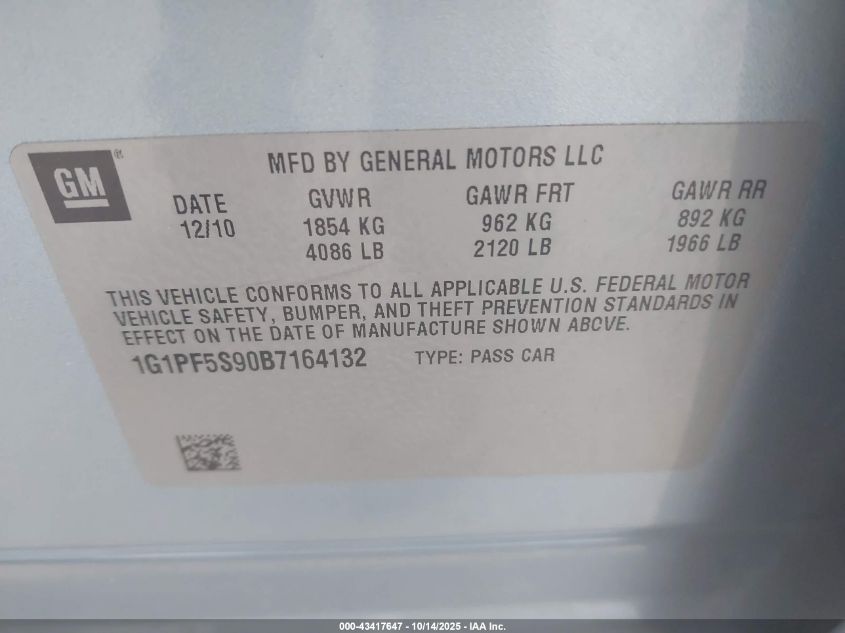 GM®
MFD BY GENERAL MOTORS LLC
DATE GVWR GAWR FRT GAWR RR
12/10 1854 KG 962 KG 892 KG
4086 LB 2120 LB 1966 LB
THIS VEHICLE CONFORMS TO ALL APPLICABLE U.S. FEDERAL MOTOR
VEHICLE SAFETY, BUMPER, AND THEFT PREVENTION STANDARDS IN
EFFECT ON THE DATE OF MANUFACTURE SHOWN ABOVE.
1G1PF5S90B7164132 TYPE: PASS CAR
000-43417647 - 10/14/2025 - IAA Inc.